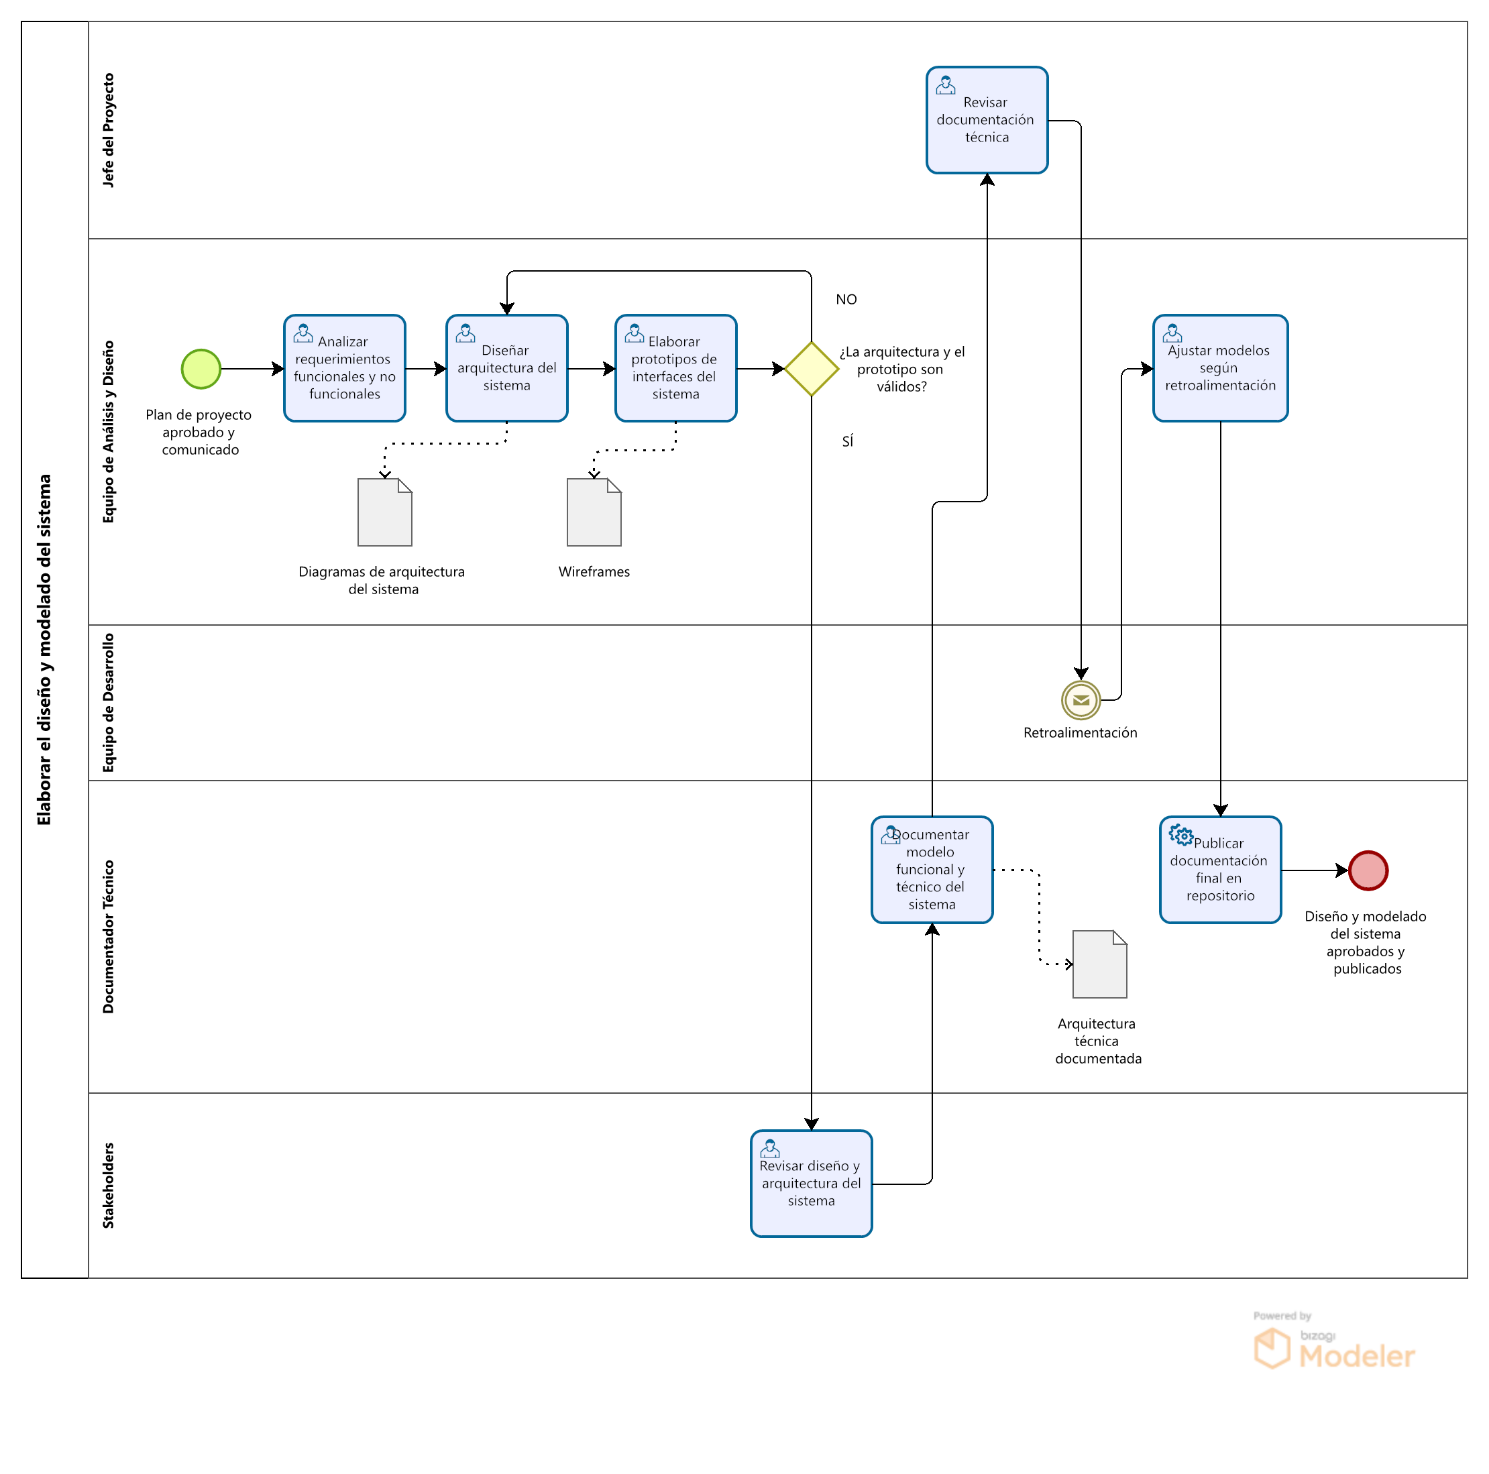 Elaborar el diseño y modelado del sistema
Jefe del Proyecto
Revisar
documentación
técnica
Equipo de Análisis y Diseño
Plan de proyecto
aprobado y
comunicado
Analizar
requerimientos
funcionales y no
funcionales
Diseñar
arquitectura del
sistema
Elaborar
prototipos de
interfaces del
sistema
NO
¿La arquitectura y el
prototipo son
válidos?
SÍ
Ajustar modelos
según
retroalimentación
Diagramas de arquitectura
del sistema
Wireframes
Equipo de Desarrollo
Retroalimentación
Documentador Técnico
Documentar
modelo
funcional y
técnico del
sistema
Publicar
documentación
final en
repositorio
Diseño y modelado
del sistema
aprobados y
publicados
Arquitectura
técnica
documentada
Stakeholders
Revisar diseño y
arquitectura del
sistema
Powered by
bizagi
Modeler